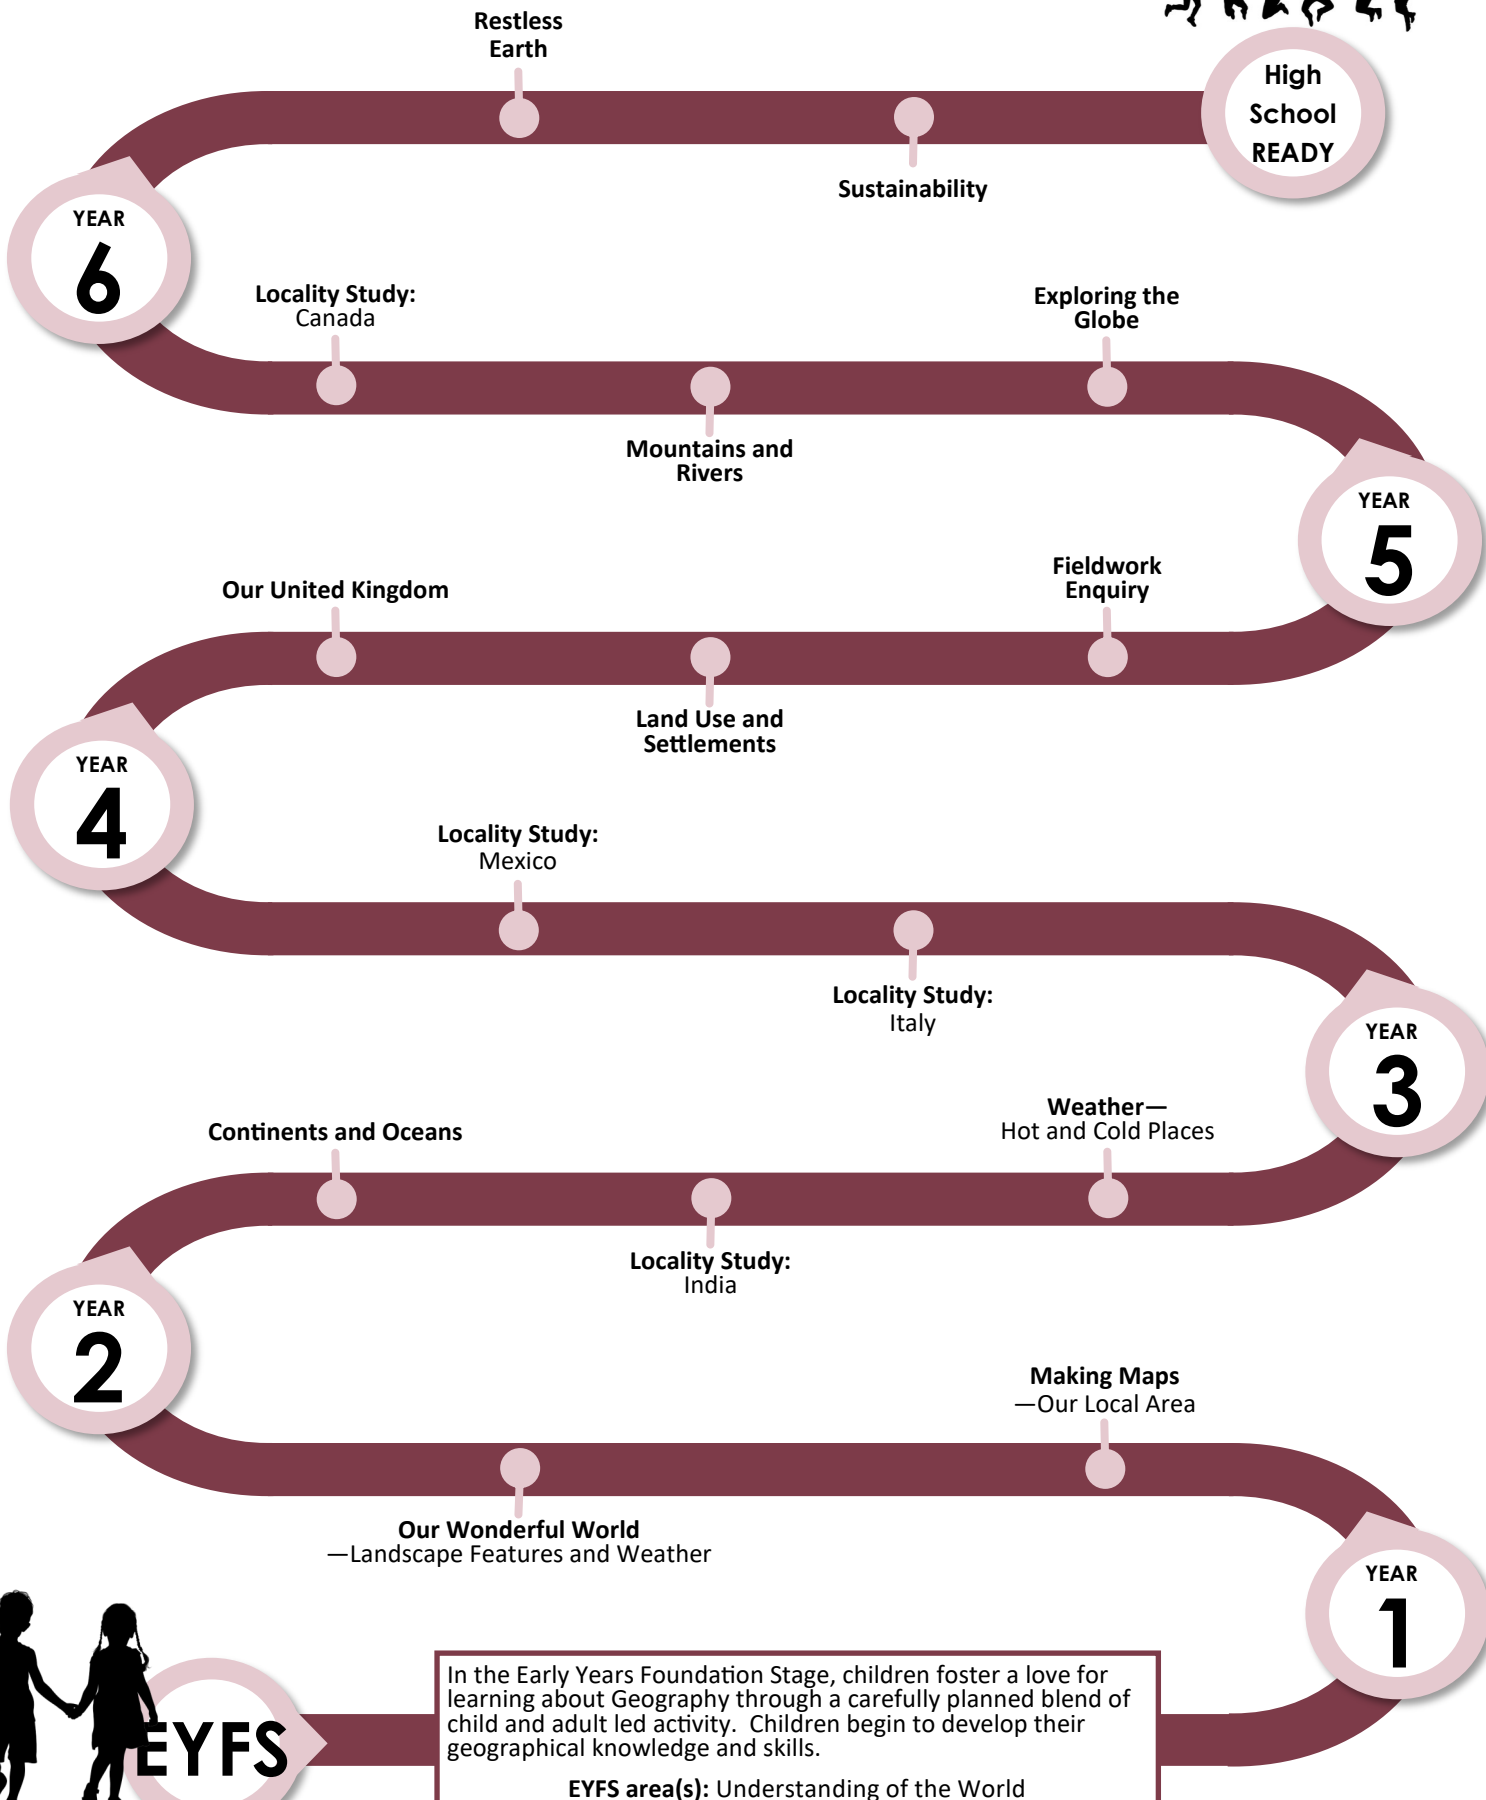 Restless
Earth
High
School
READY
Sustainability
YEAR
6
Locality Study:
Canada
Exploring the
Globe
Mountains and
Rivers
YEAR
5
Fieldwork
Enquiry
Our United Kingdom
Land Use and
Settlements
YEAR
4
Locality Study:
Mexico
Locality Study:
Italy
YEAR
3
Weather—
Hot and Cold Places
Continents and Oceans
Locality Study:
India
YEAR
2
Making Maps
—Our Local Area
Our Wonderful World
—Landscape Features and Weather
YEAR
1
In the Early Years Foundation Stage, children foster a love for
learning about Geography through a carefully planned blend of
child and adult led activity.  Children begin to develop their
geographical knowledge and skills.
EYFS area(s): Understanding of the World
EYFS